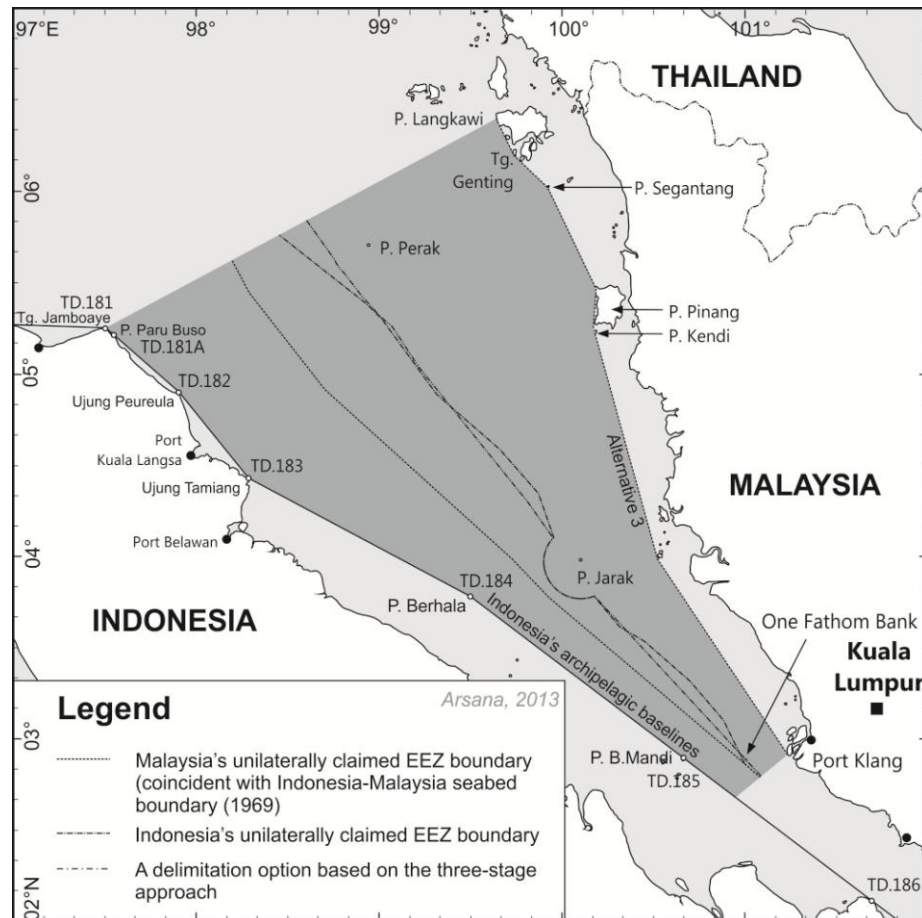 97°E
98°
99°
100°
101°
THAILAND
P. Langkawi
Tg.
Genting
P. Segantang
06°
P. Perak
TD.181
Tg. Jamboaye
P. Paru Buso
TD.181A
P. Pinang
P. Kendi
05°
TD.182
Ujung Peureula
Port
Kuala Langsa
TD.183
Ujung Tamiang
Alternative 3
MALAYSIA
Port Belawan
04°
TD.184
P. Jarak
P. Berhala
INDONESIA
Indonesia's archipelagic baselines
One Fathom Bank
Kuala
Lumpur
03°
P. B.Mandi
TD.185
Port Klang
TD.186
02°N
Legend
Arsana, 2013
Malaysia's unilaterally claimed EEZ boundary
(coincident with Indonesia-Malaysia seabed
boundary (1969)
Indonesia's unilaterally claimed EEZ boundary
A delimitation option based on the three-stage
approach